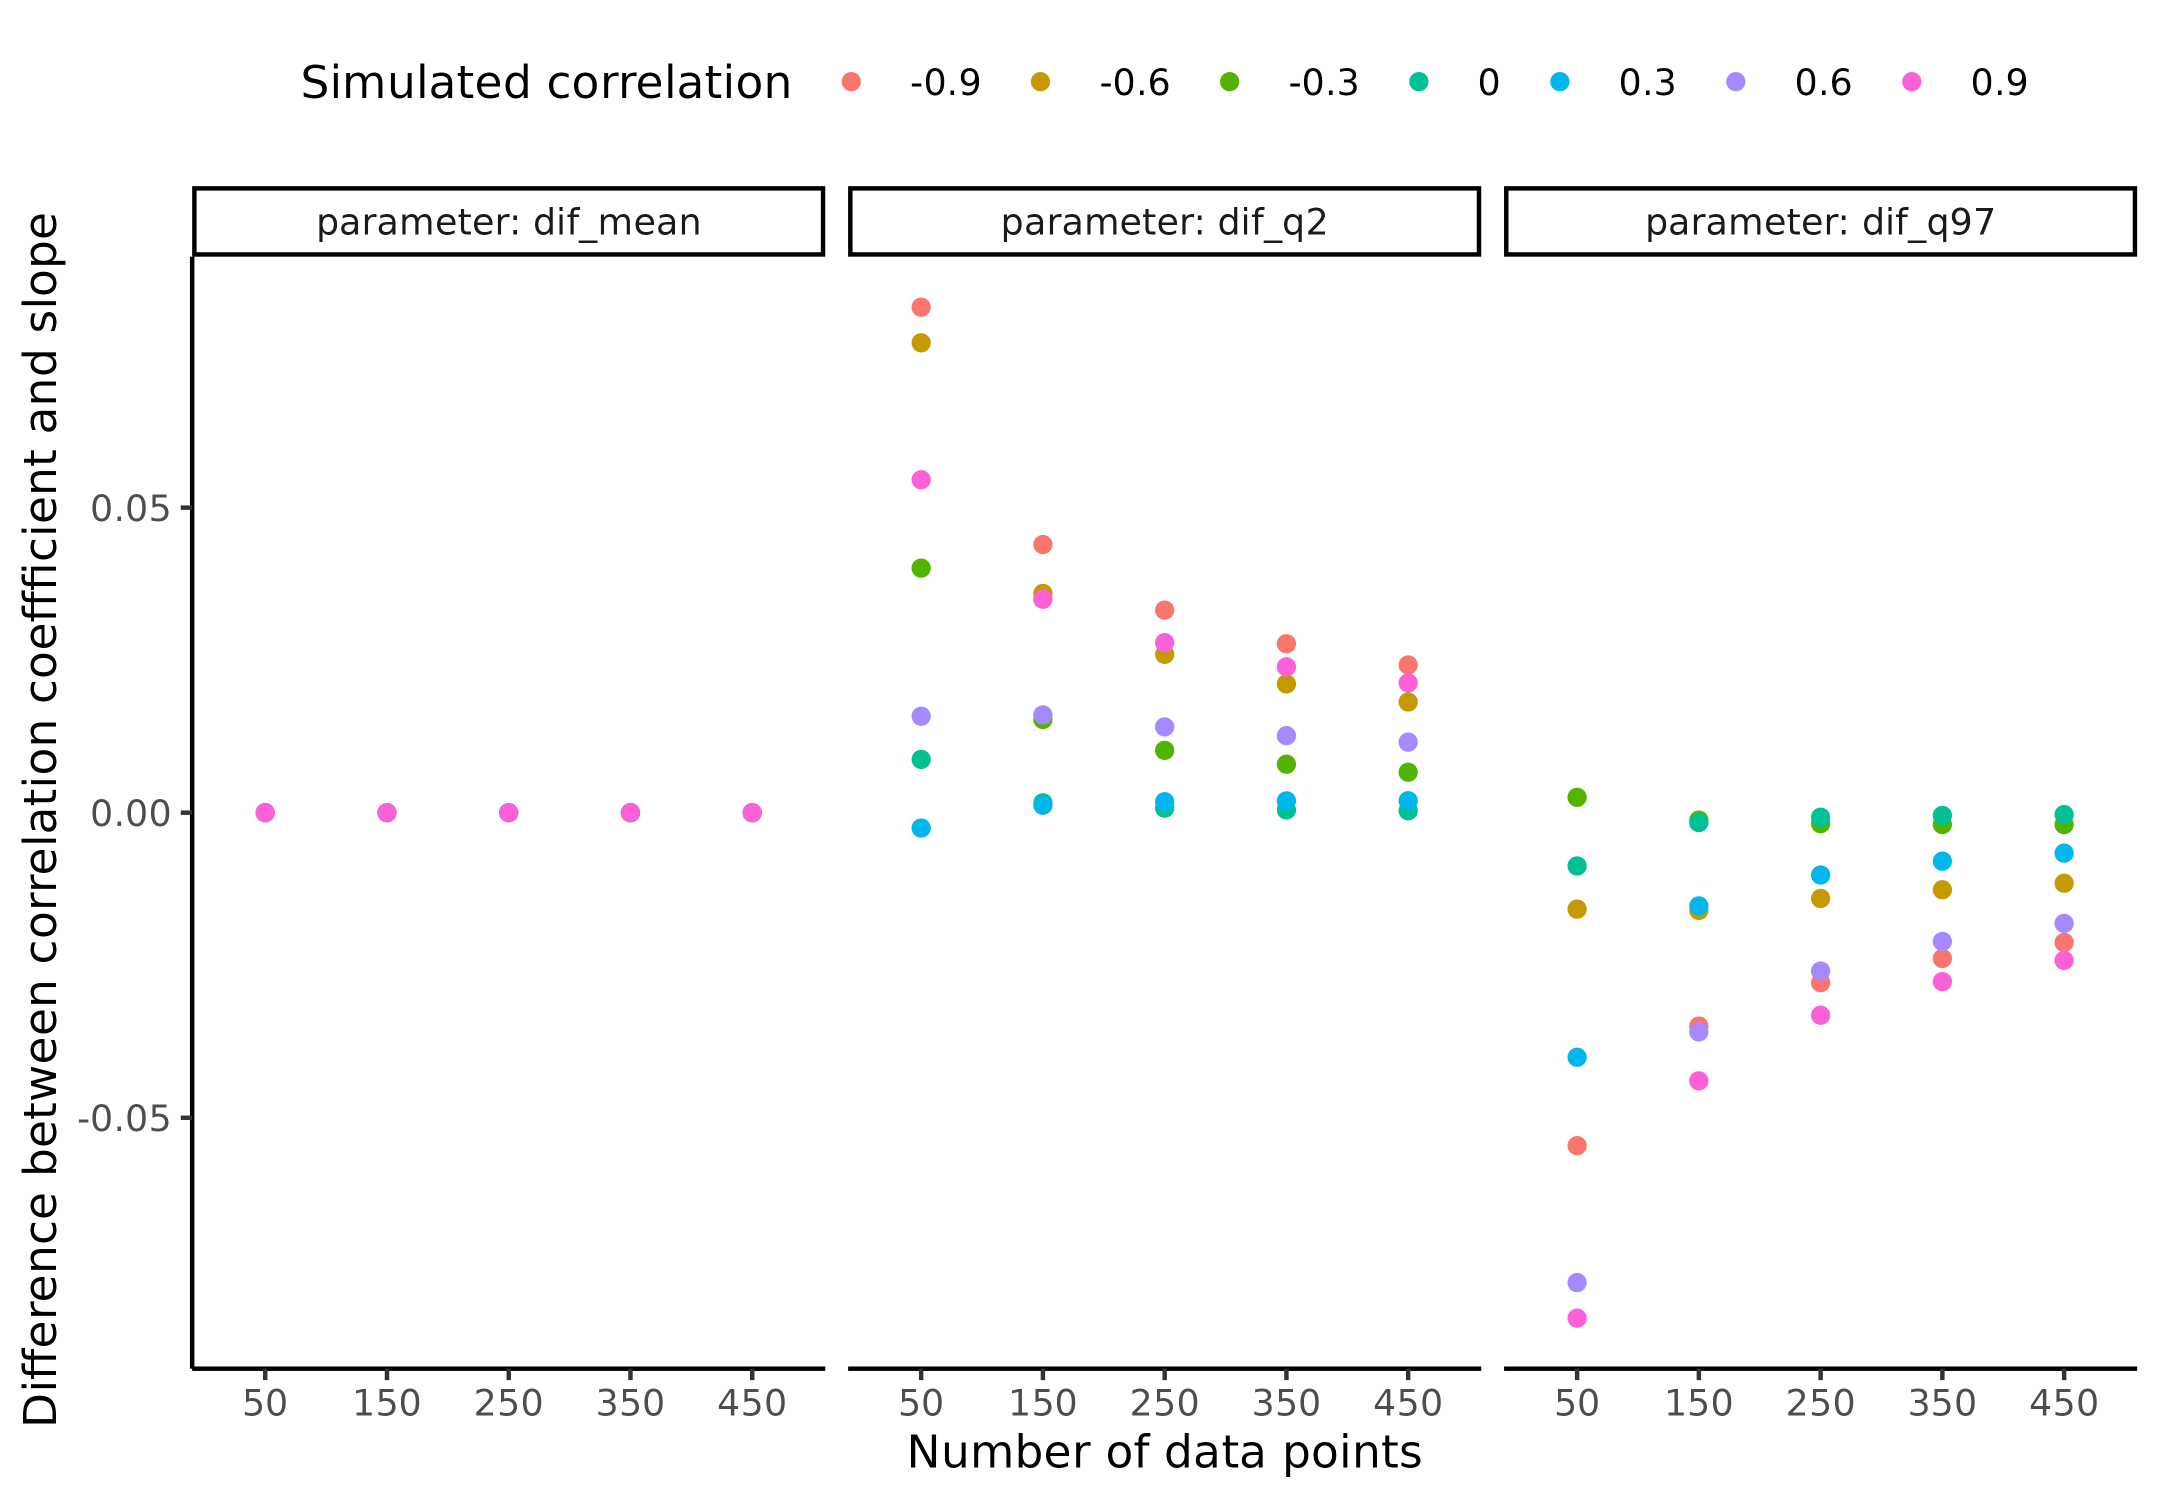 Simulated correlation -0.9 -0.6 -0.3 0 0.3 0.6 0.9
parameter: dif_mean
parameter: dif_q2
parameter: dif_q97
Difference between correlation coefficient and slope
0.05
0.00
-0.05
50 150 250 350 450
50 150 250 350 450
50 150 250 350 450
Number of data points